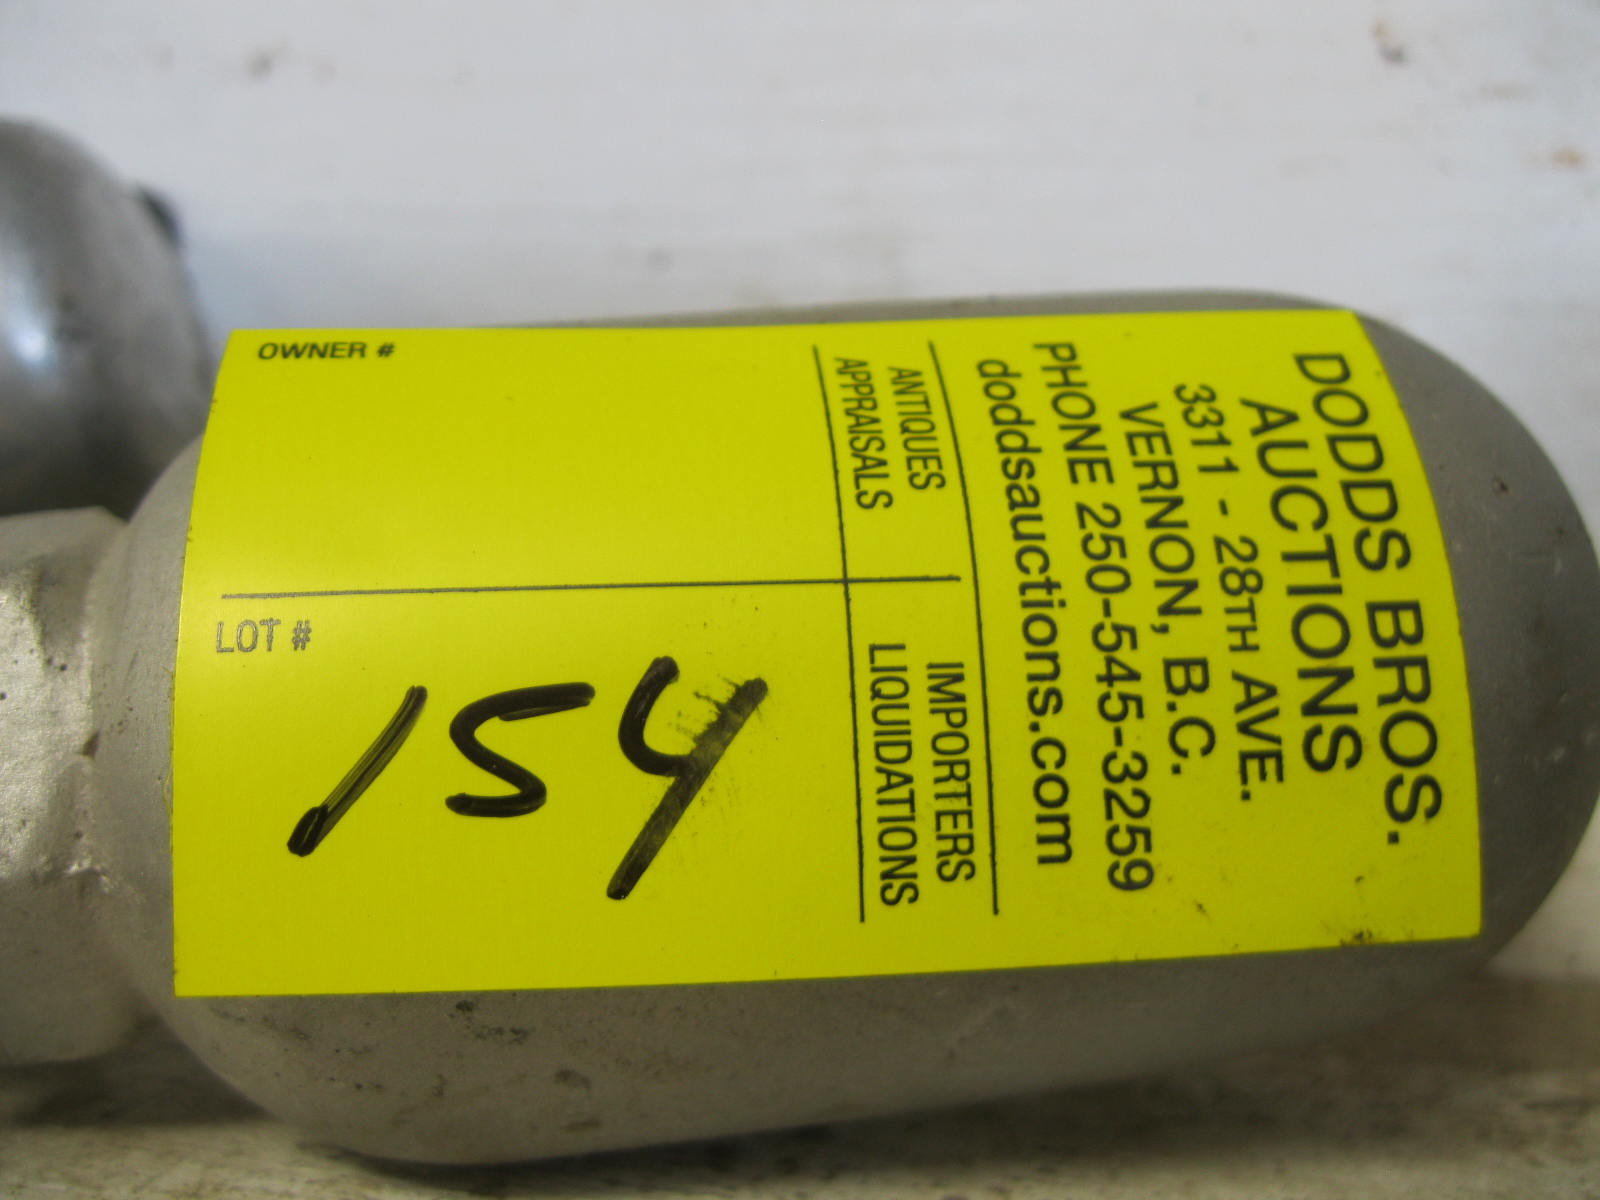 DODDS BROS.
AUCTIONS
3311 - 28TH AVE.
VERNON, B.C.
PHONE 250-545-3259
doddsauctions.com
ANTIQUES
APPRAISALS
IMPORTERS
LIQUIDATIONS
OWNER #
LOT #
154